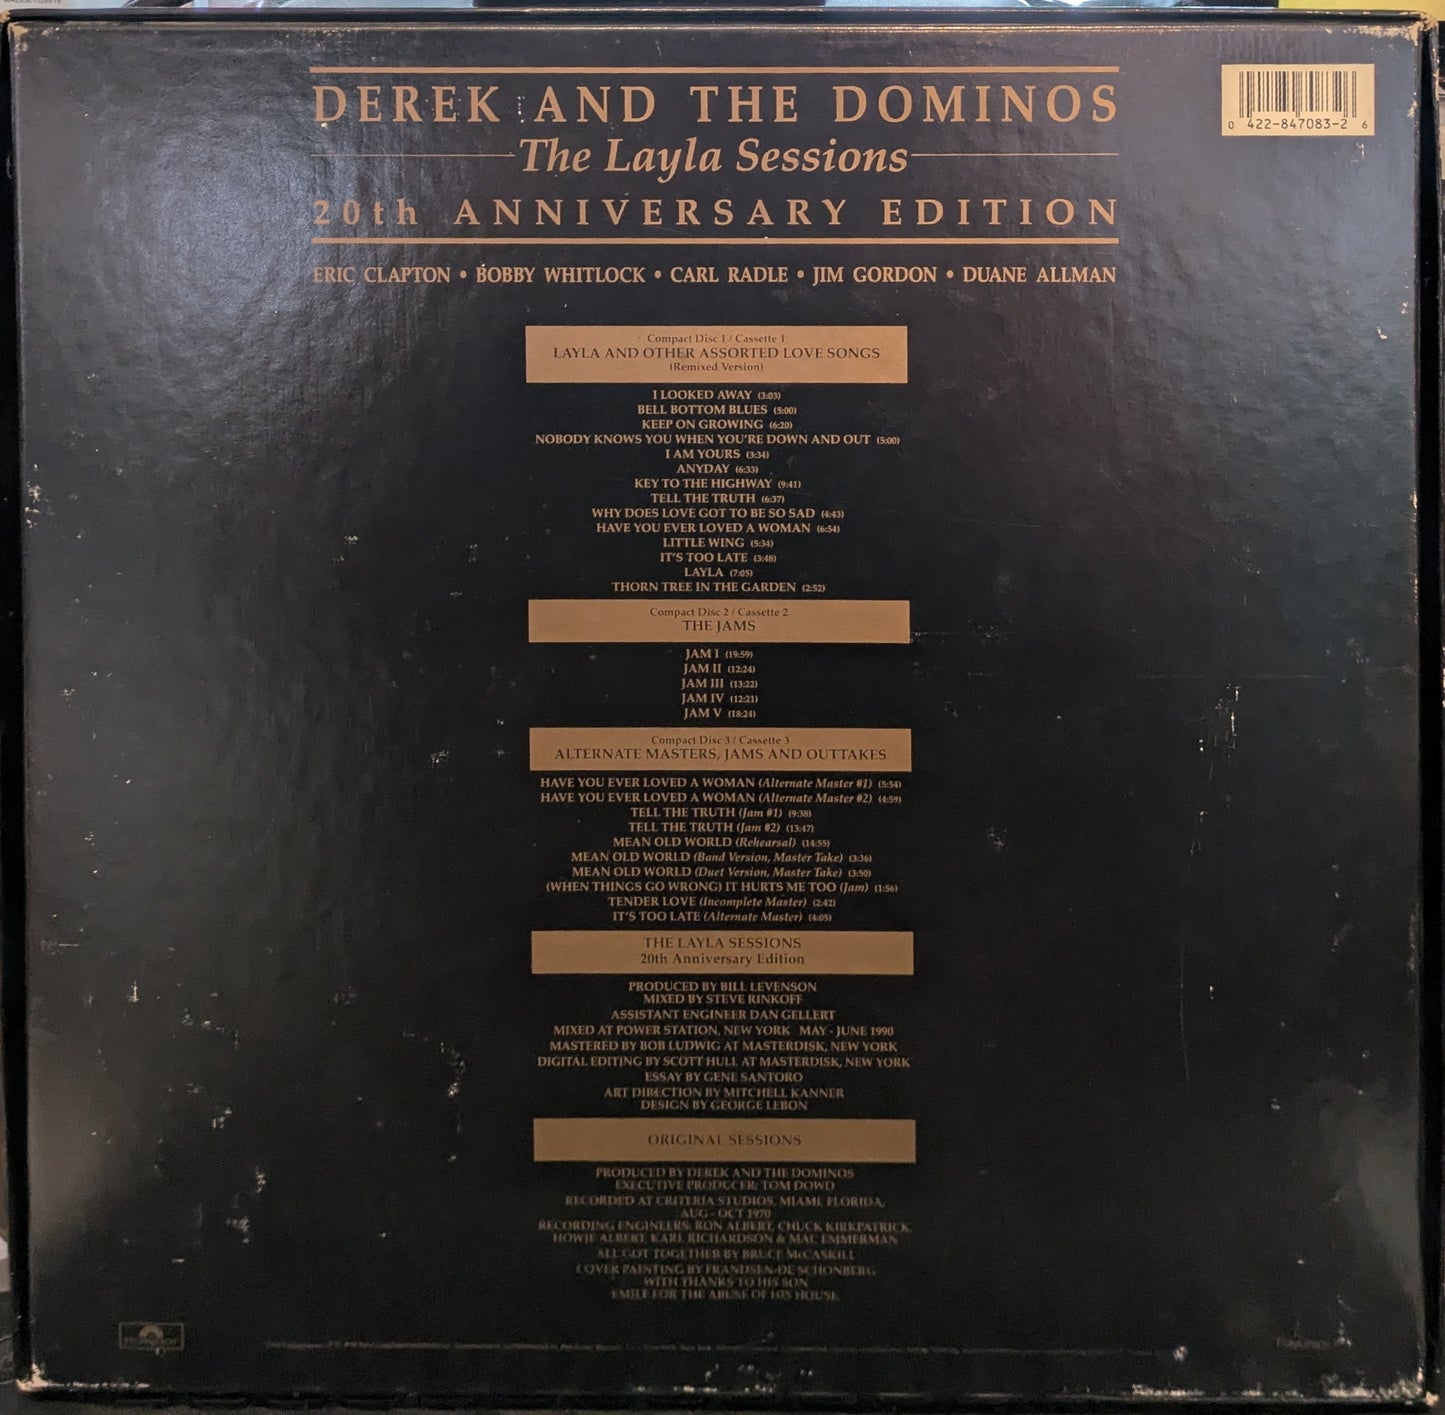 DEREK AND THE DOMINOS
The Layla Sessions
20th ANNIVERSARY EDITION
ERIC CLAPTON • BOBBY WHITLOCK • CARL RADLE • JIM GORDON • DUANE ALLMAN
0 422-847083-2 6
Compact Disc 1 / Cassette 1
LAYLA AND OTHER ASSORTED LOVE SONGS
(Remixed Version)
I LOOKED AWAY (3:03)
BELL BOTTOM BLUES (5:00)
KEEP ON GROWING (6:20)
NOBODY KNOWS YOU WHEN YOU'RE DOWN AND OUT (5:00)
I AM YOURS (3:34)
ANYDAY (6:33)
KEY TO THE HIGHWAY (9:41)
TELL THE TRUTH (6:37)
WHY DOES LOVE GOT TO BE SO SAD (4:43)
HAVE YOU EVER LOVED A WOMAN (6:54)
LITTLE WING (5:34)
IT'S TOO LATE (3:48)
LAYLA (7:05)
THORN TREE IN THE GARDEN (2:52)
Compact Disc 2 / Cassette 2
THE JAMS
JAM I (19:59)
JAM II (12:24)
JAM III (13:22)
JAM IV (12:21)
JAM V (18:24)
Compact Disc 3 / Cassette 3
ALTERNATE MASTERS, JAMS AND OUTTAKES
HAVE YOU EVER LOVED A WOMAN (Alternate Master #1) (5:54)
HAVE YOU EVER LOVED A WOMAN (Alternate Master #2) (4:59)
TELL THE TRUTH (Jam #1) (9:38)
TELL THE TRUTH (Jam #2) (13:47)
MEAN OLD WORLD (Rehearsal) (14:55)
MEAN OLD WORLD (Band Version, Master Take) (3:36)
MEAN OLD WORLD (Duet Version, Master Take) (3:50)
(WHEN THINGS GO WRONG) IT HURTS ME TOO (Jam) (1:56)
TENDER LOVE (Incomplete Master) (2:42)
IT'S TOO LATE (Alternate Master) (4:05)
THE LAYLA SESSIONS
20th Anniversary Edition
PRODUCED BY BILL LEVENSON
MIXED BY STEVE RINKOFF
ASSISTANT ENGINEER DAN GELLERT
MIXED AT POWER STATION, NEW YORK MAY - JUNE 1990
MASTERED BY BOB LUDWIG AT MASTERDISK, NEW YORK
DIGITAL EDITING BY SCOTT HULL AT MASTERDISK, NEW YORK
ESSAY BY GENE SANTORO
ART DIRECTION BY MITCHELL KANNER
DESIGN BY GEORGE LEBON
ORIGINAL SESSIONS
PRODUCED BY DEREK AND THE DOMINOS
EXECUTIVE PRODUCER: TOM DOWD
RECORDED AT CRITERIA STUDIOS, MIAMI, FLORIDA,
AUG - OCT 1970
RECORDING ENGINEERS: RON ALBERT, CHUCK KIRKPATRICK,
HOWIE ALBERT, KARL RICHARDSON & MAC EMMERMAN
ALL GOT TOGETHER BY BRUCE McCASKILL
COVER PAINTING BY FRANDSEN-DE SCHONBERG
WITH THANKS TO HIS SON
EMILE FOR THE ABUSE OF HIS HOUSE